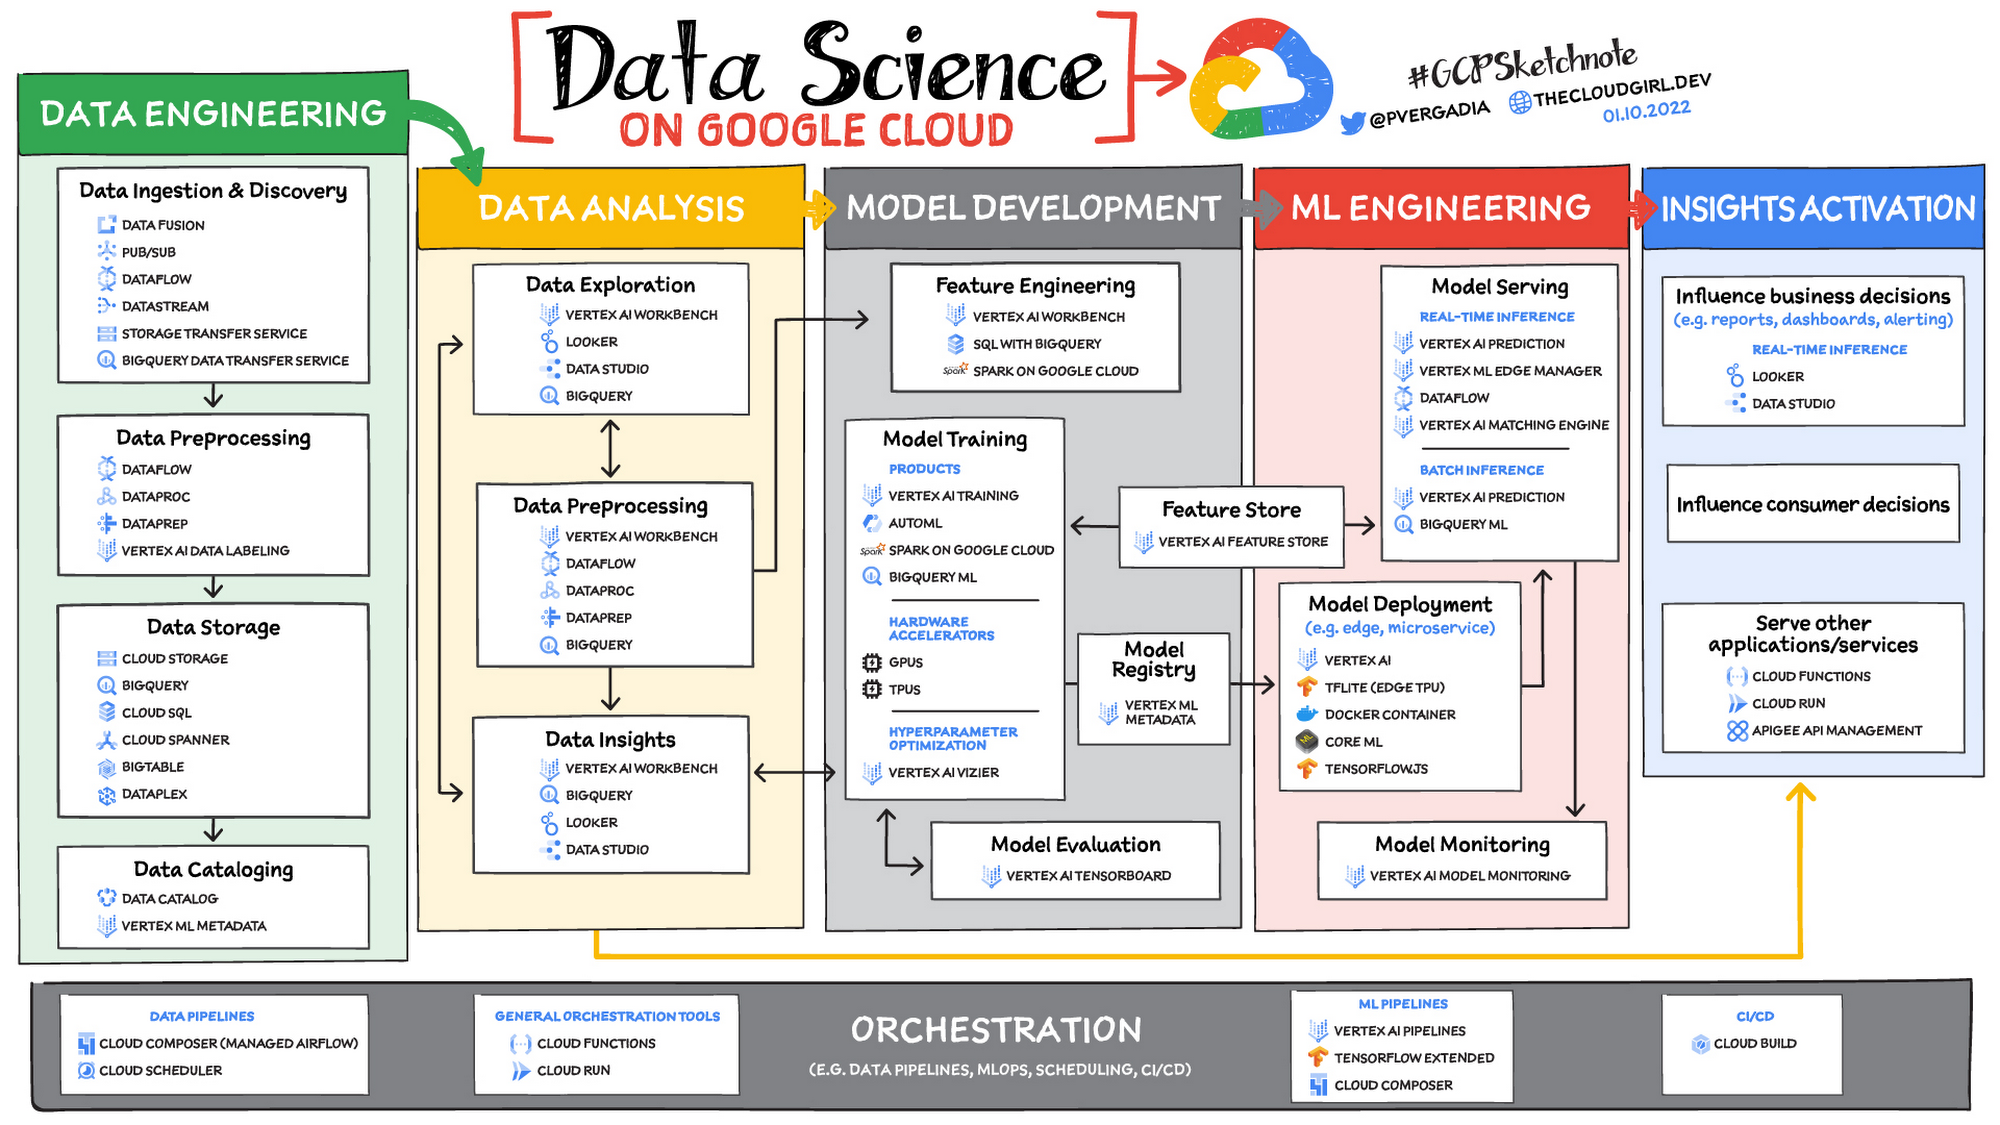 Data Science
ON GOOGLE CLOUD
#GCPSketchnote
@PVERGADIA
THECLOUDGIRL.DEV
01.10.2022
DATA ENGINEERING
Data Ingestion & Discovery
DATA FUSION
PUB/SUB
DATAFLOW
DATASTREAM
STORAGE TRANSFER SERVICE
BIGQUERY DATA TRANSFER SERVICE
Data Preprocessing
DATAFLOW
DATAPROC
DATAPREP
VERTEX AI DATA LABELING
Data Storage
CLOUD STORAGE
BIGQUERY
CLOUD SQL
CLOUD SPANNER
BIGTABLE
DATAPLEX
Data Cataloging
DATA CATALOG
VERTEX ML METADATA
DATA ANALYSIS
Data Exploration
VERTEX AI WORKBENCH
LOOKER
DATA STUDIO
BIGQUERY
Data Preprocessing
VERTEX AI WORKBENCH
DATAFLOW
DATAPROC
DATAPREP
BIGQUERY
Data Insights
VERTEX AI WORKBENCH
BIGQUERY
LOOKER
DATA STUDIO
MODEL DEVELOPMENT
Feature Engineering
VERTEX AI WORKBENCH
SQL WITH BIGQUERY
Spark SPARK ON GOOGLE CLOUD
Model Training
PRODUCTS
VERTEX AI TRAINING
AUTOML
Spark SPARK ON GOOGLE CLOUD
BIGQUERY ML
HARDWARE
ACCELERATORS
GPUS
TPUS
HYPERPARAMETER
OPTIMIZATION
VERTEX AI VIZIER
Model Evaluation
VERTEX AI TENSORBOARD
Feature Store
VERTEX AI FEATURE STORE
Model
Registry
VERTEX ML
METADATA
ML ENGINEERING
Model Serving
REAL-TIME INFERENCE
VERTEX AI PREDICTION
VERTEX ML EDGE MANAGER
DATAFLOW
VERTEX AI MATCHING ENGINE
BATCH INFERENCE
VERTEX AI PREDICTION
BIGQUERY ML
Model Deployment
(e.g. edge, microservice)
VERTEX AI
TFLITE (EDGE TPU)
DOCKER CONTAINER
ML CORE ML
TENSORFLOW.JS
Model Monitoring
VERTEX AI MODEL MONITORING
INSIGHTS ACTIVATION
Influence business decisions
(e.g. reports, dashboards, alerting)
REAL-TIME INFERENCE
LOOKER
DATA STUDIO
Influence consumer decisions
Serve other
applications/services
CLOUD FUNCTIONS
CLOUD RUN
APIGEE API MANAGEMENT
DATA PIPELINES
CLOUD COMPOSER (MANAGED AIRFLOW)
CLOUD SCHEDULER
GENERAL ORCHESTRATION TOOLS
CLOUD FUNCTIONS
CLOUD RUN
ORCHESTRATION
(E.G. DATA PIPELINES, MLOPS, SCHEDULING, CI/CD)
ML PIPELINES
VERTEX AI PIPELINES
TENSORFLOW EXTENDED
CLOUD COMPOSER
CI/CD
CLOUD BUILD